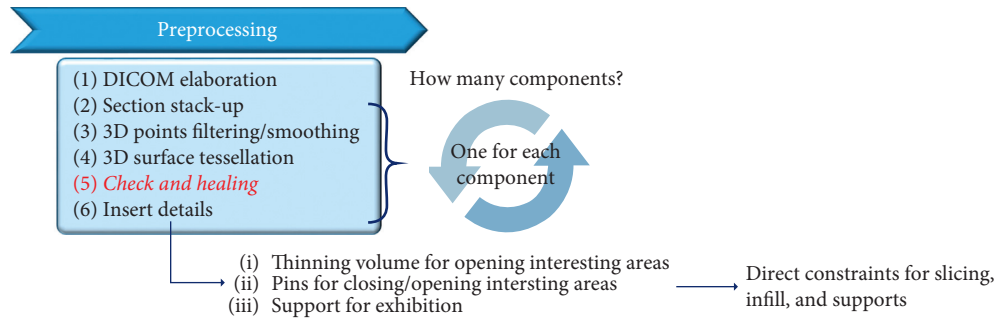 Preprocessing
(1) DICOM elaboration
(2) Section stack-up
(3) 3D points filtering/smoothing
(4) 3D surface tessellation
(5) Check and healing
(6) Insert details
How many components?
One for each
component
(i) Thinning volume for opening interesting areas
(ii) Pins for closing/opening intersting areas
(iii) Support for exhibition
Direct constraints for slicing,
infill, and supports